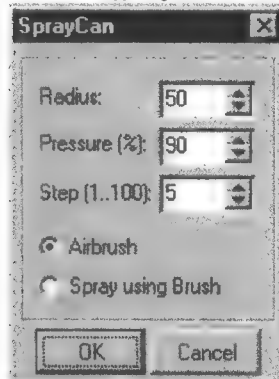 SprayCan
Radius: 50
Pressure (%): 90
Step (1..100): 5
Airbrush
Spray using Brush
OK Cancel